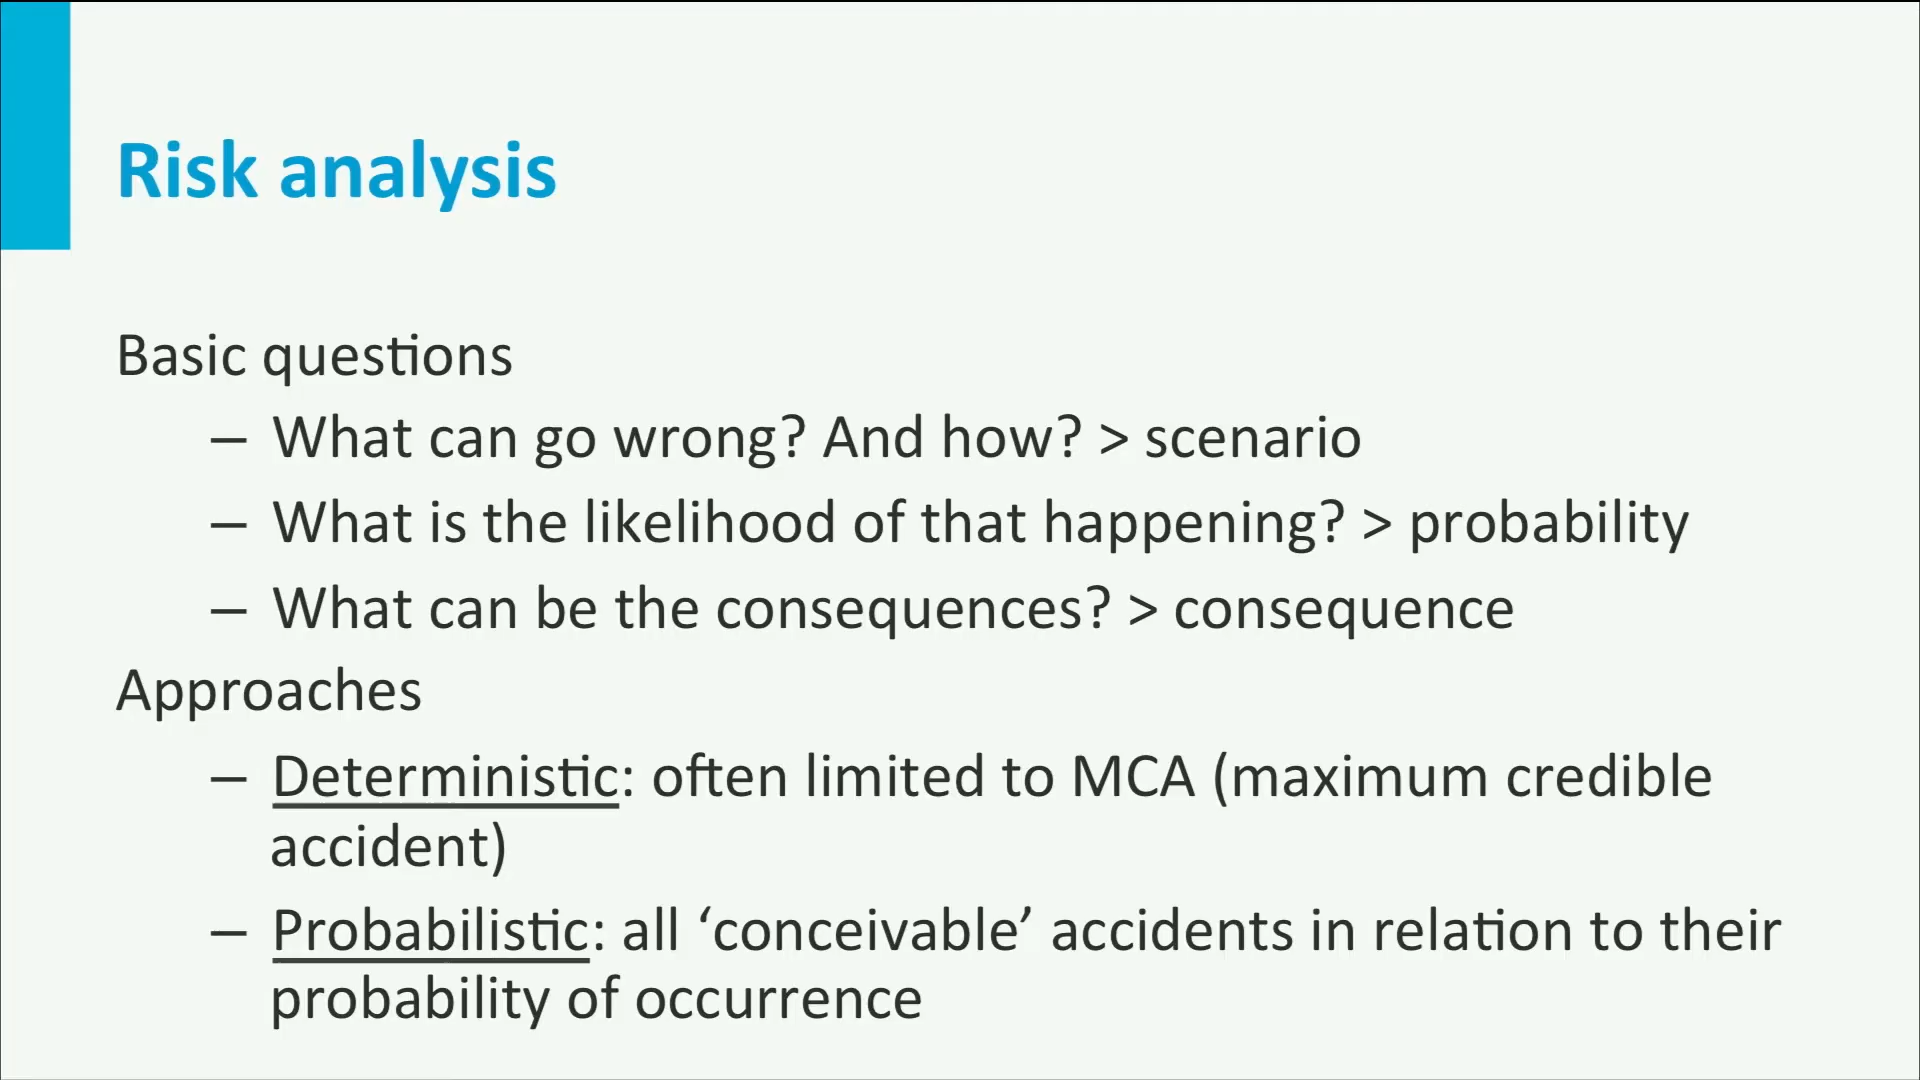 Risk analysis
Basic questions
– What can go wrong? And how? > scenario
– What is the likelihood of that happening? > probability
– What can be the consequences? > consequence
Approaches
– Deterministic: often limited to MCA (maximum credible
accident)
– Probabilistic: all ‘conceivable’ accidents in relation to their
probability of occurrence